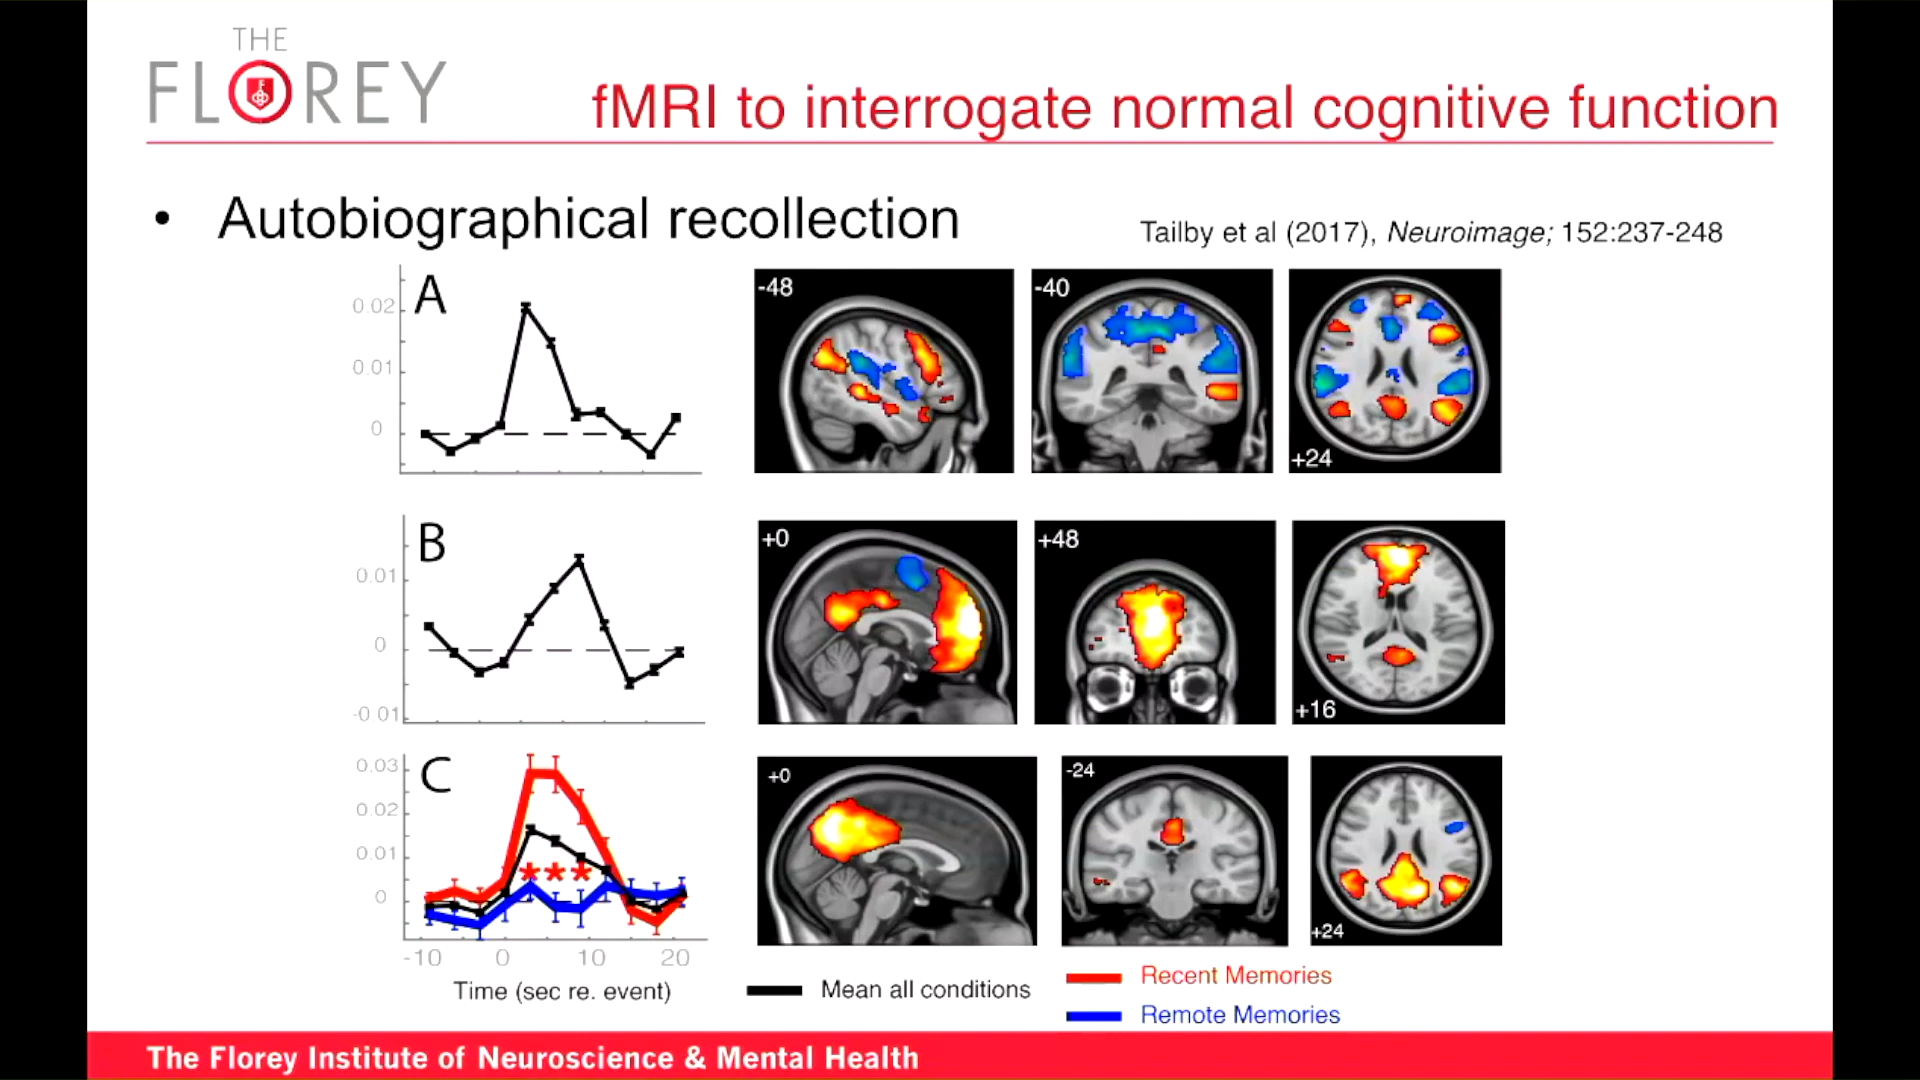 THE
FLOREY
fMRI to interrogate normal cognitive function
• Autobiographical recollection
Tailby et al (2017), Neuroimage; 152:237-248
A
0.02
0.01
0
-48
-40
+24
B
0.01
0
-0 01
+0
+48
+16
C
0.03
0.02
0.01
0
***
-10 0 10 20
Time (sec re. event)
+0
-24
+24
Mean all conditions
Recent Memories
Remote Memories
The Florey Institute of Neuroscience & Mental Health